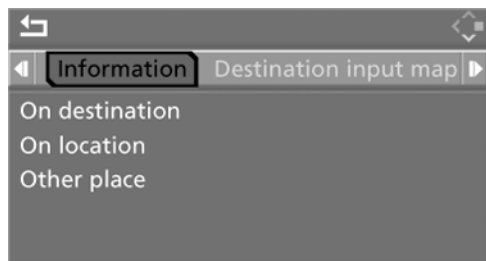 Information Destination input map
On destination
On location
Other place